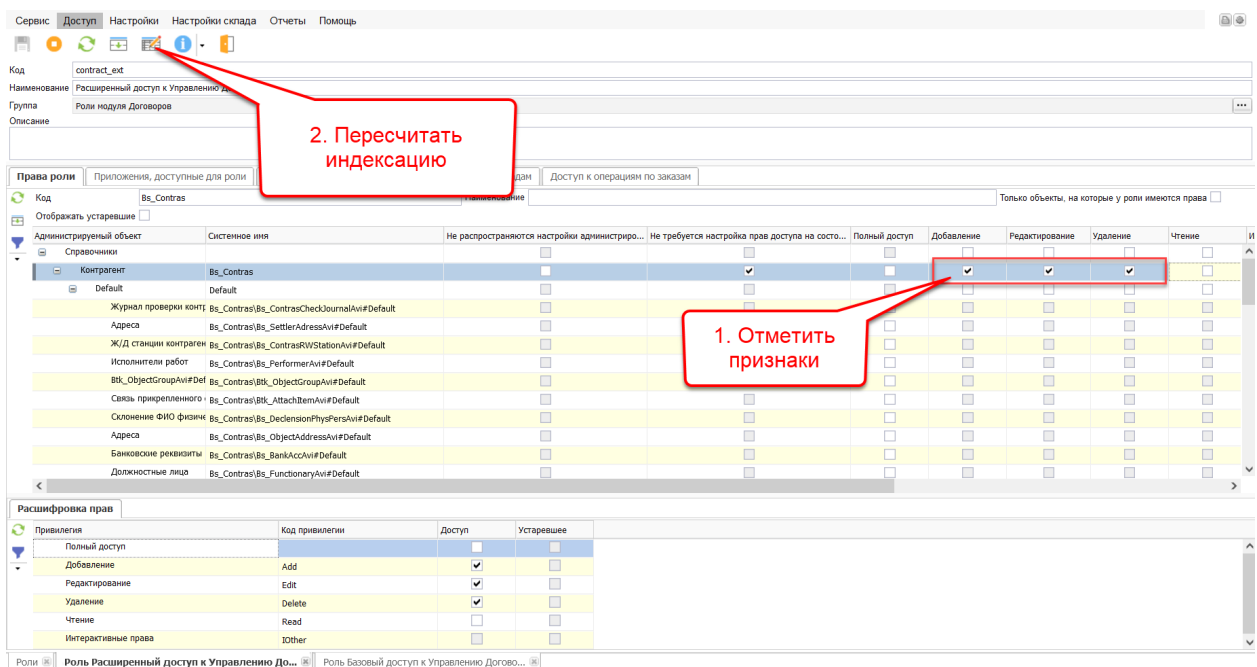 Сервис Доступ Настройки Настройки склада Отчеты Помощь
Код contract_ext
Наименование Расширенный доступ к Управлению
Группа Роли модуля Договоров ...
Описание
2. Пересчитать
индексацию
Права роли Приложения, доступные для роли Доступ к операциям по заказам
Код Bs_Contras Наименование Только объекты, на которые у роли имеются права
Отображать устаревшие
Администрируемый объект Системное имя Не распространяются настройки администриро... Не требуется настройка прав доступа на состо... Полный доступ Добавление Редактирование Удаление Чтение И
Справочники
Контрагент Bs_Contras
Default Default
Журнал проверки контр Bs_Contras\Bs_ContrasCheckJournalAvi#Default
Адреса Bs_Contras\Bs_SettlerAdressAvi#Default
Ж/Д станции контраген Bs_Contras\Bs_ContrasRWStationAvi#Default
Исполнители работ Bs_Contras\Bs_PerformerAvi#Default
Btk_ObjectGroupAvi#Def Bs_Contras\Btk_ObjectGroupAvi#Default
Связь прикрепленного Bs_Contras\Btk_AttachItemAvi#Default
Склонение ФИО физиче Bs_Contras\Bs_DeclensionPhysPersAvi#Default
Адреса Bs_Contras\Bs_ObjectAddressAvi#Default
Банковские реквизиты Bs_Contras\Bs_BankAccAvi#Default
Должностные лица Bs_Contras\Bs_FunctionaryAvi#Default
1. Отметить
признаки
Расшифровка прав
Привилегия Код привилегии Доступ Устаревшее
Полный доступ
Добавление Add
Редактирование Edit
Удаление Delete
Чтение Read
Интерактивные права IOther
Роли Роль Расширенный доступ к Управлению До... Роль Базовый доступ к Управлению Догово...